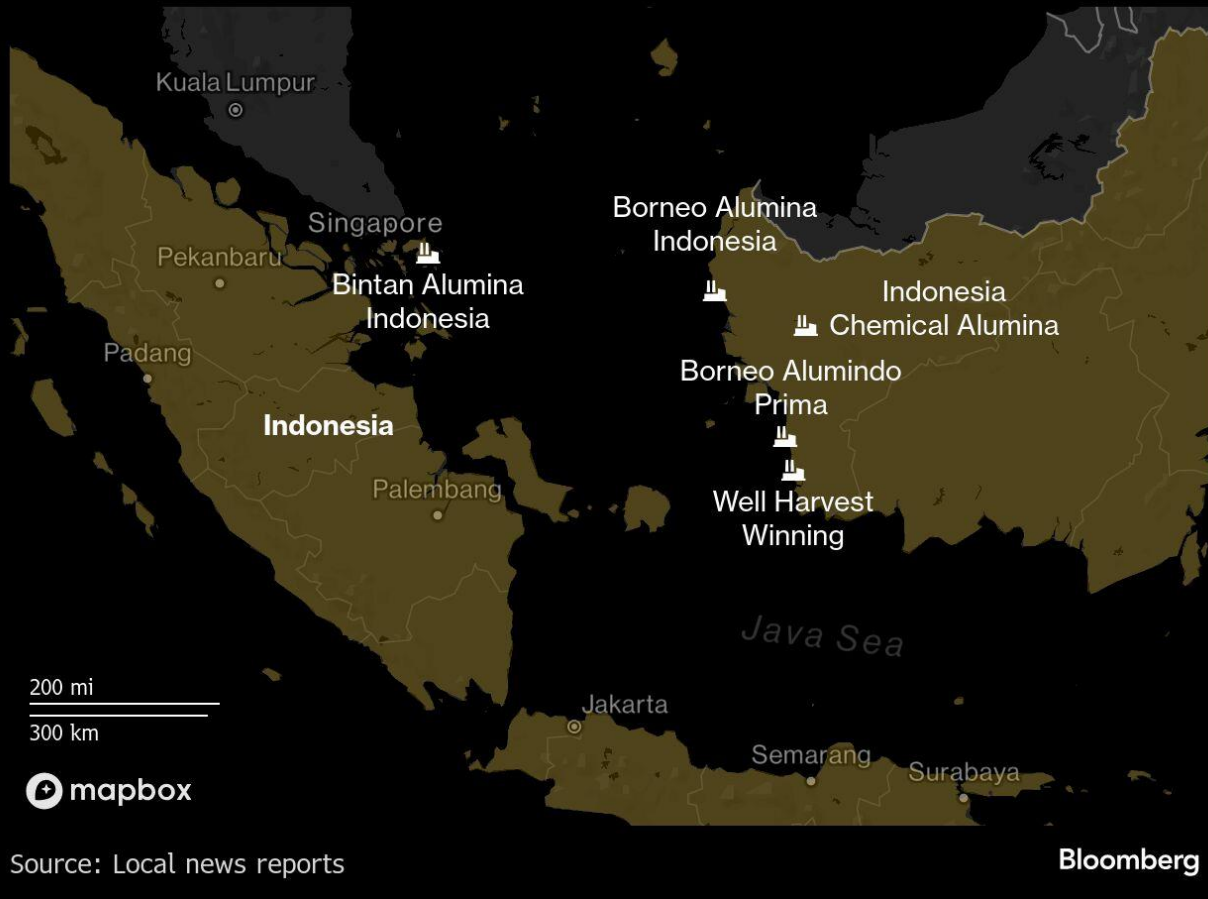 Kuala Lumpur
Singapore
Pekanbaru
Bintan Alumina
Indonesia
Padang
Indonesia
Palembang
Borneo Alumina
Indonesia
Indonesia
Chemical Alumina
Borneo Alumindo
Prima
Well Harvest
Winning
Java Sea
200 mi
300 km
Jakarta
Semarang
Surabaya
mapbox
Source: Local news reports
Bloomberg